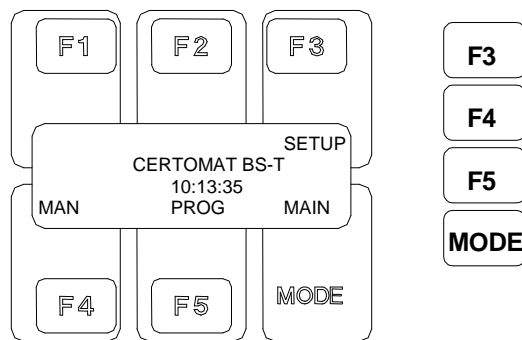 F1 F2 F3
SETUP
CERTOMAT BS-T
10:13:35
MAN PROG MAIN
F4 F5 MODE
F3
F4
F5
MODE